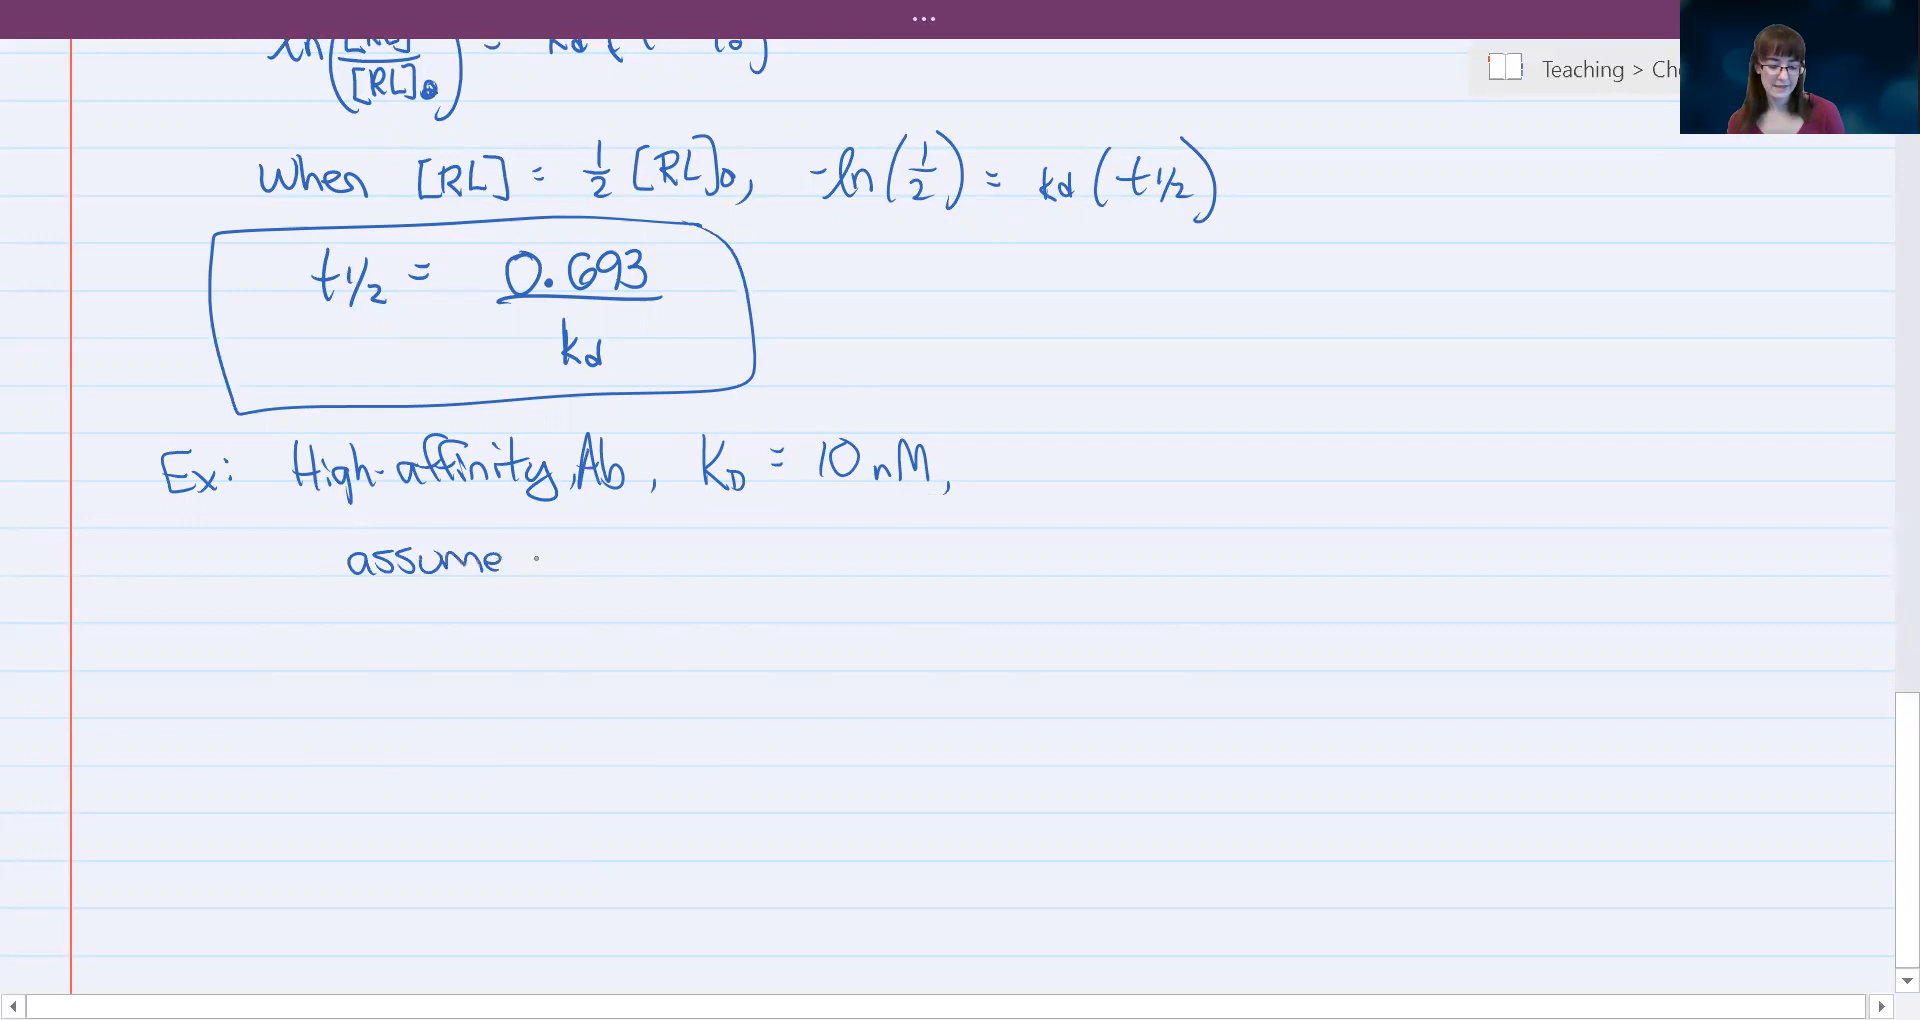 ...
Teaching > Ch
[RL]₀
When [RL] = 1/2 [RL]₀, -ln(1/2) = kd (t1/2)
t1/2 = 0.693
kd
Ex: High-affinity Ab, KD = 10 nM,
assume